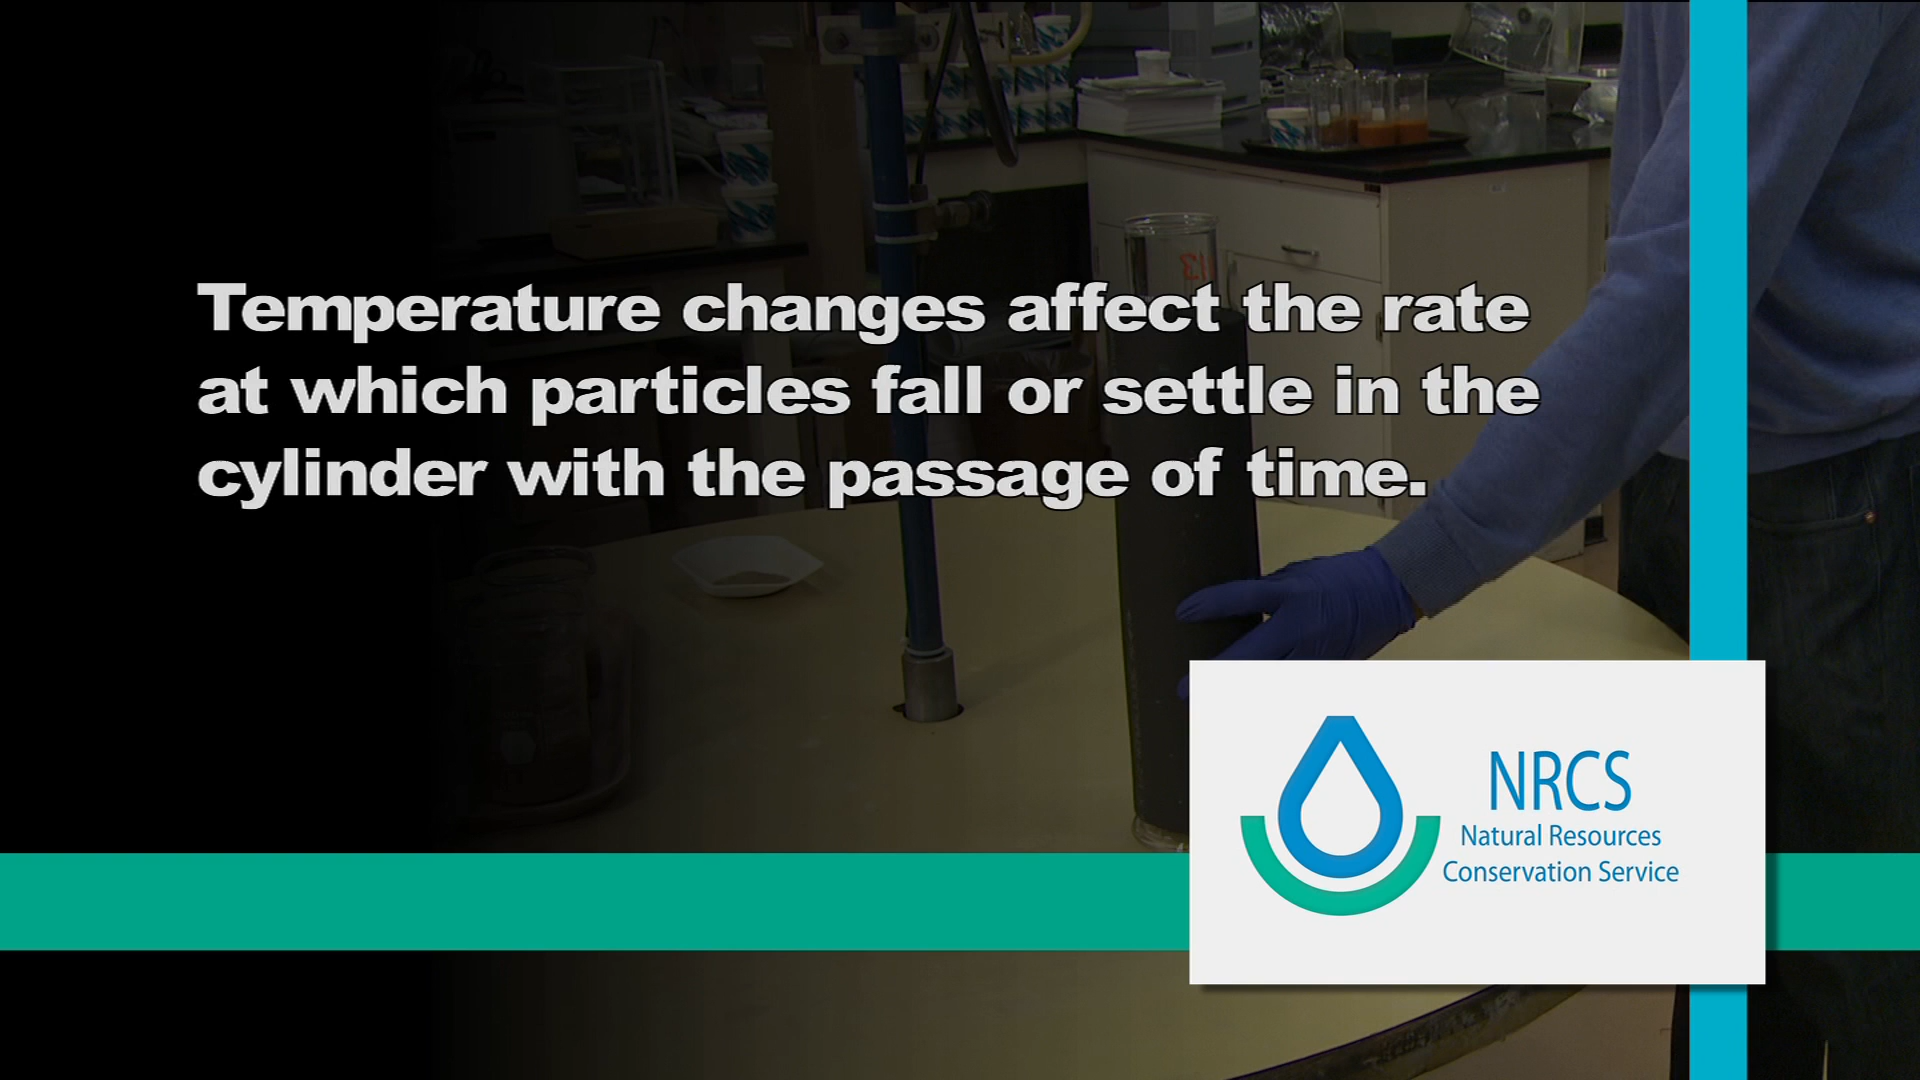 Temperature changes affect the rate
at which particles fall or settle in the
cylinder with the passage of time.
NRCS
Natural Resources
Conservation Service